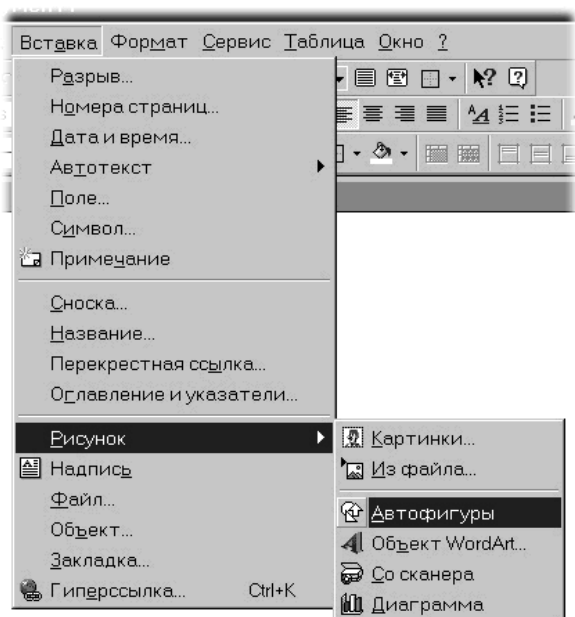 Вставка Формат Сервис Таблица Окно ?
Разрыв...
Номера страниц...
Дата и время...
Автотекст
Поле...
Символ...
Примечание
Сноска...
Название...
Перекрестная ссылка...
Оглавление и указатели...
Рисунок
Надпись
Файл...
Объект...
Закладка...
Гиперссылка... Ctrl+K
Картинки...
Из файла...
Автофигуры
Объект WordArt...
Со сканера
Диаграмма